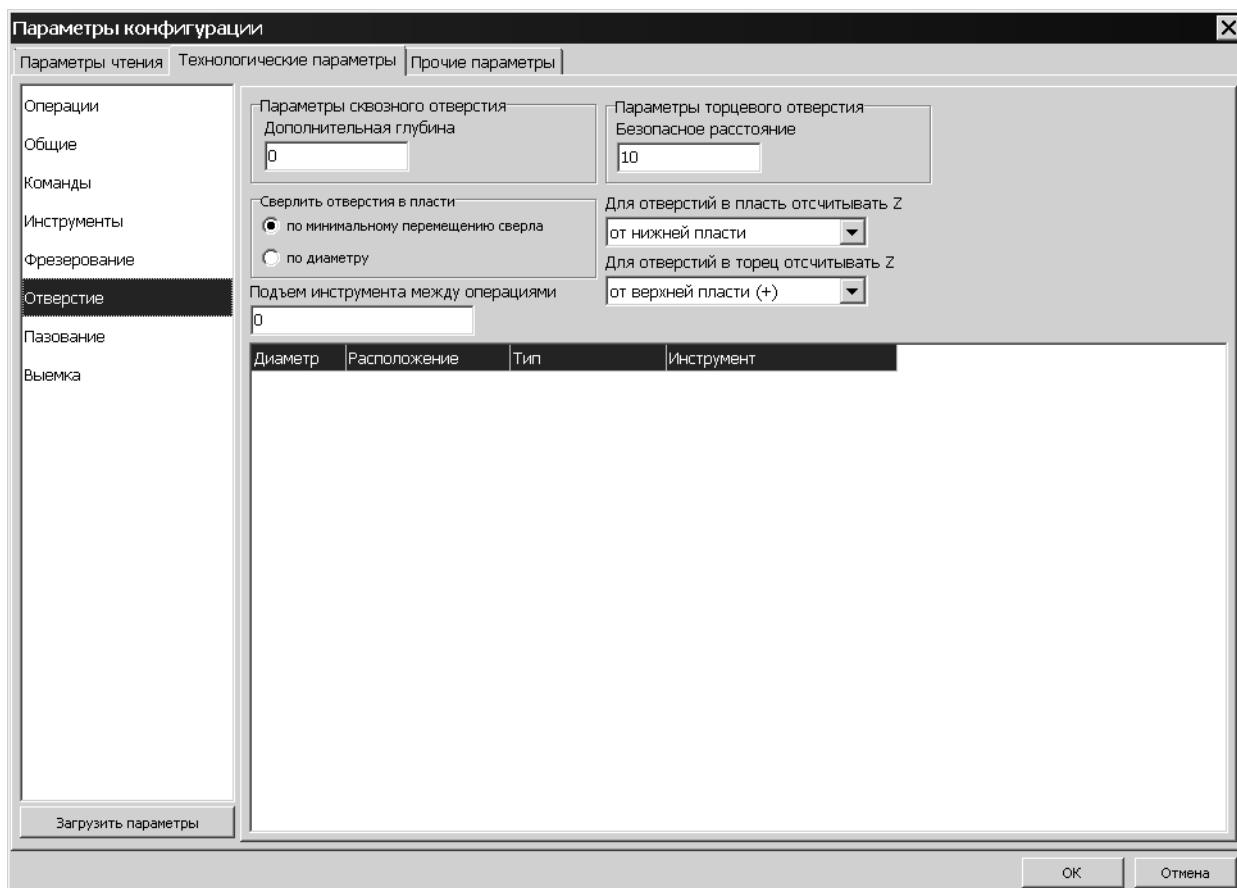 Параметры конфигурации
Параметры чтения Технологические параметры Прочие параметры
Операции
Общие
Команды
Инструменты
Фрезерование
Отверстие
Пазование
Выемка
Загрузить параметры
Параметры сквозного отверстия
Дополнительная глубина
0
Параметры торцевого отверстия
Безопасное расстояние
10
Сверлить отверстия в пласти
по минимальному перемещению сверла
по диаметру
Для отверстий в пласть отсчитывать Z
от нижней пласти
Для отверстий в торец отсчитывать Z
от верхней пласти (+)
Подъем инструмента между операциями
0
Диаметр Расположение Тип Инструмент
ОК Отмена